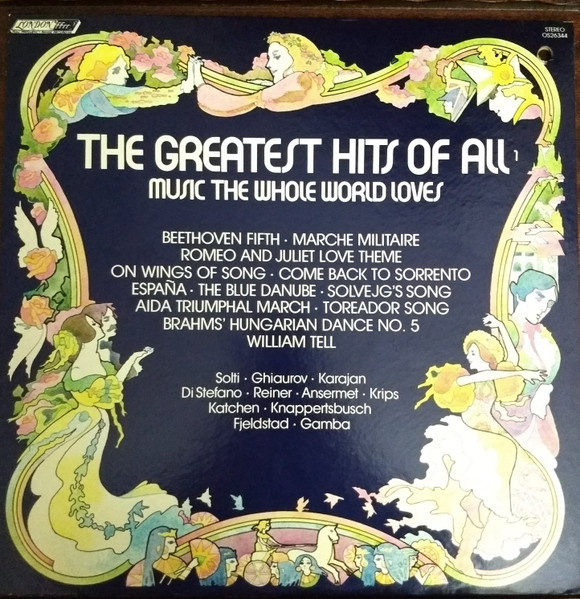 LONDON ffrr
STEREO
OS26344
THE GREATEST HITS OF ALL 1
MUSIC THE WHOLE WORLD LOVES
BEETHOVEN FIFTH · MARCHE MILITAIRE
ROMEO AND JULIET LOVE THEME
ON WINGS OF SONG · COME BACK TO SORRENTO
ESPAÑA · THE BLUE DANUBE · SOLVEJG'S SONG
AIDA TRIUMPHAL MARCH · TOREADOR SONG
BRAHMS' HUNGARIAN DANCE NO. 5
WILLIAM TELL
Solti · Ghiaurov · Karajan
Di Stefano · Reiner · Ansermet · Krips
Katchen · Knappertsbusch
Fjeldstad · Gamba